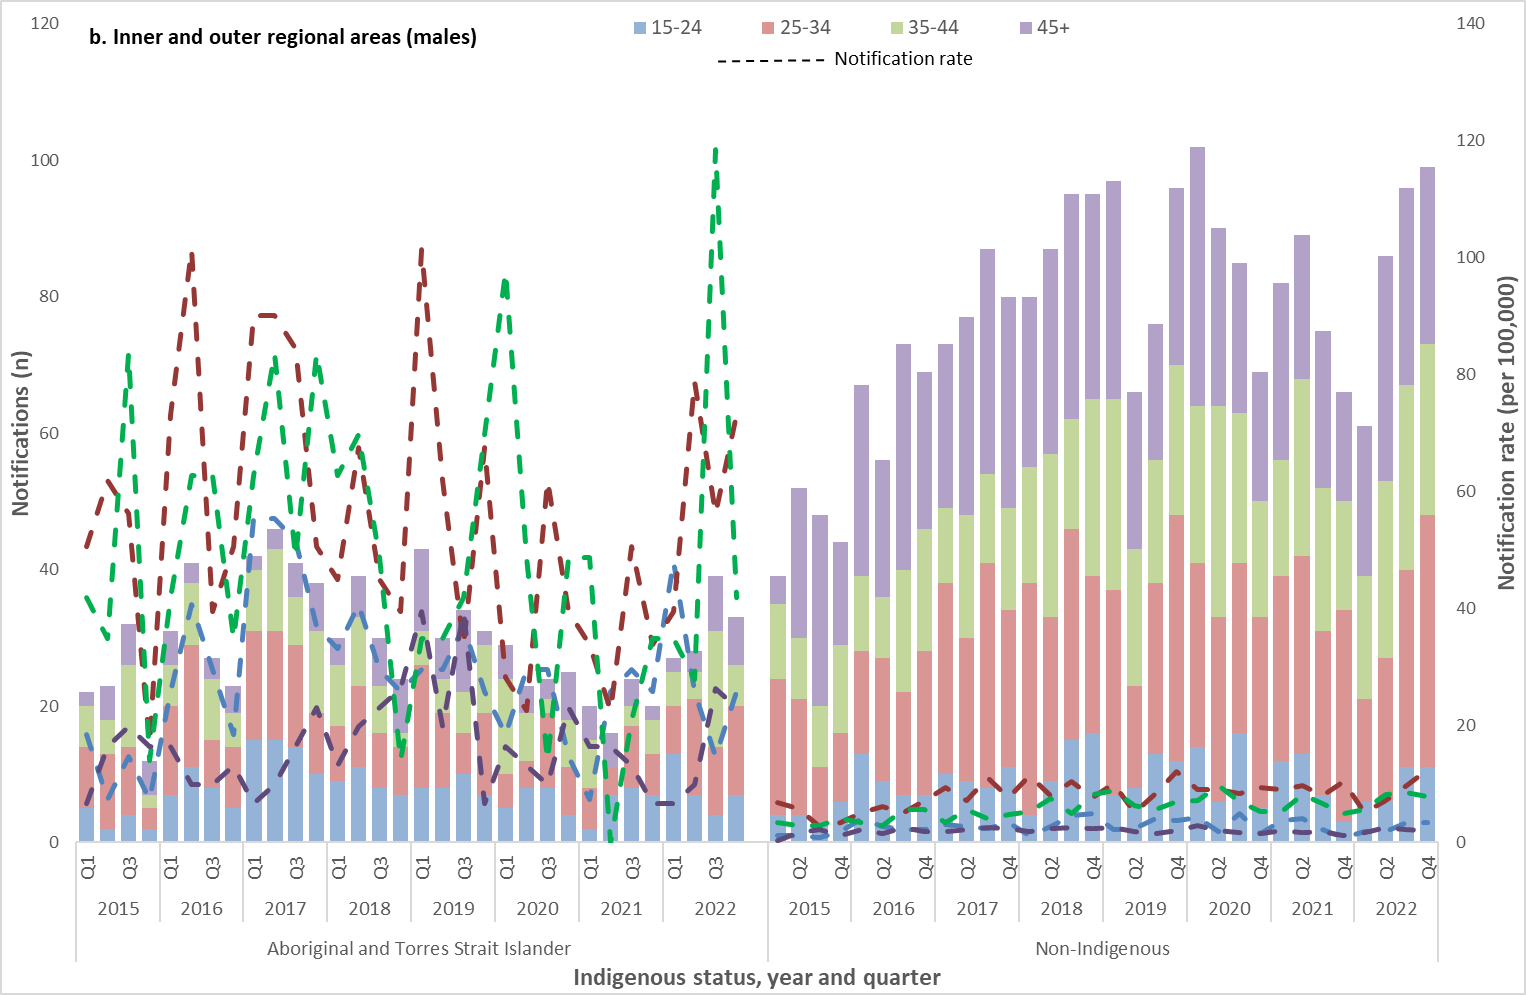 120
140
b. Inner and outer regional areas (males)
15-24
25-34
35-44
45+
Notification rate
100
80
60
40
20
0
Notifications (n)
120
100
80
60
40
20
0
Notification rate (per 100,000)
Q1 Q3 Q1 Q3 Q1 Q3 Q1 Q3 Q1 Q3 Q1 Q3 Q1 Q3 Q1 Q3 Q2 Q4 Q2 Q4 Q2 Q4 Q2 Q4 Q2 Q4 Q2 Q4 Q2 Q4 Q2 Q4
2015 2016 2017 2018 2019 2020 2021 2022 2015 2016 2017 2018 2019 2020 2021 2022
Aboriginal and Torres Strait Islander
Non-Indigenous
Indigenous status, year and quarter